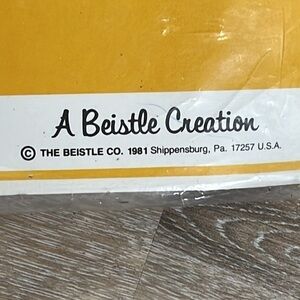 A Beistle Creation
© THE BEISTLE CO. 1981 Shippensburg, Pa. 17257 U.S.A.